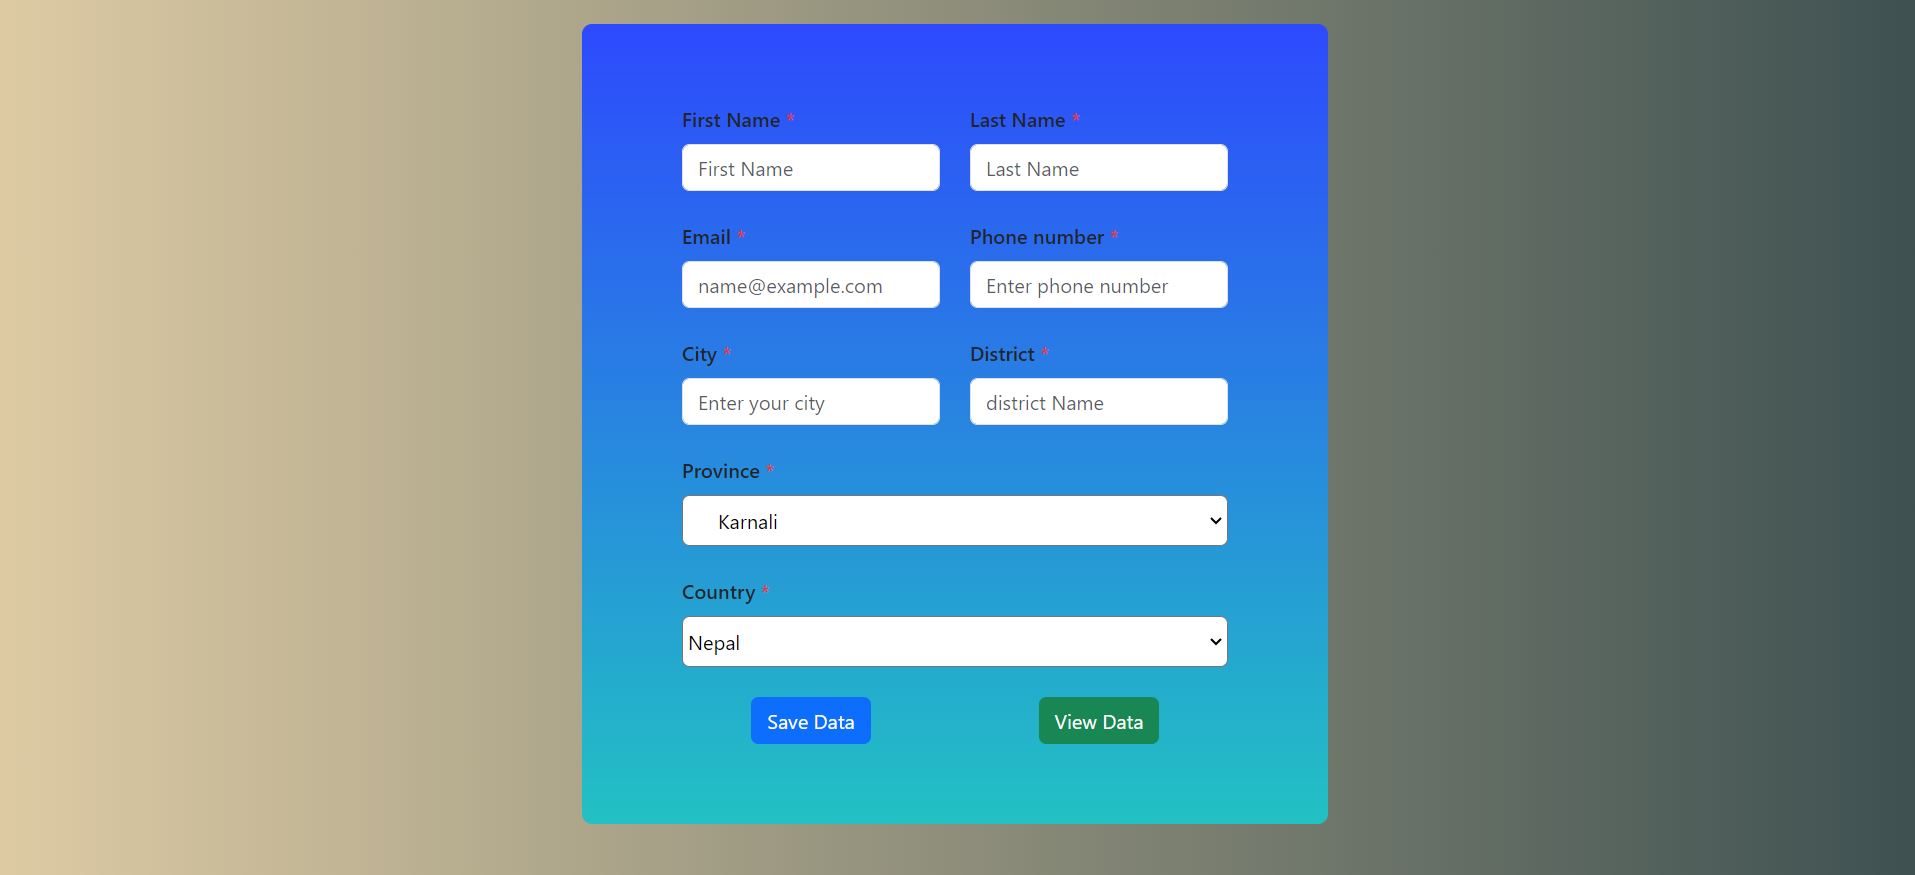 First Name * Last Name *
First Name Last Name
Email * Phone number *
name@example.com Enter phone number
City * District *
Enter your city district Name
Province *
Karnali
Country *
Nepal
Save Data View Data